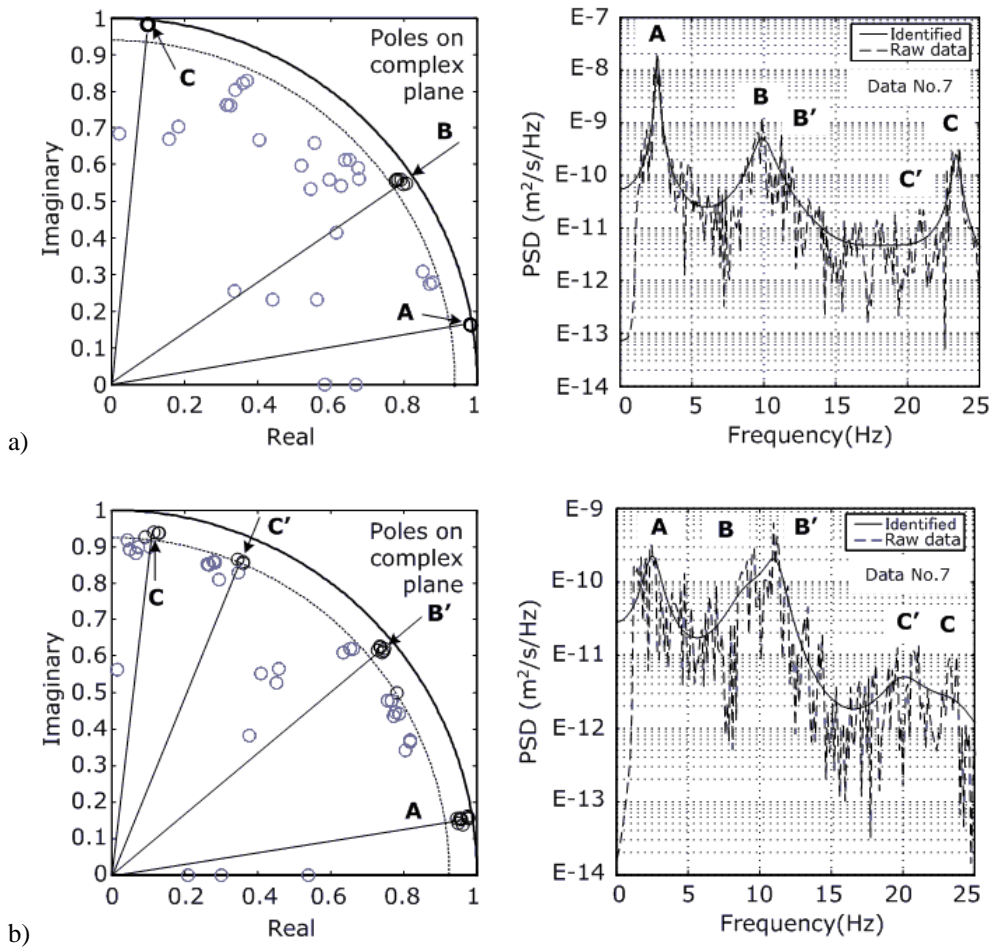 1
0.9
0.8
0.7
0.6
0.5
0.4
0.3
0.2
0.1
0
Imaginary
0
0.2
0.4
0.6
0.8
1
Real
Poles on
complex
plane
C
B
A
a)
E-7
E-8
E-9
E-10
E-11
E-12
E-13
E-14
PSD (m²/s/Hz)
0
5
10
15
20
25
Frequency(Hz)
Identified
Raw data
Data No.7
A
B
B'
C'
C
1
0.9
0.8
0.7
0.6
0.5
0.4
0.3
0.2
0.1
0
Imaginary
0
0.2
0.4
0.6
0.8
1
Real
Poles on
complex
plane
C'
C
B'
A
b)
E-9
E-10
E-11
E-12
E-13
E-14
PSD (m²/s/Hz)
0
5
10
15
20
25
Frequency(Hz)
Identified
Raw data
Data No.7
A
B
B'
C'
C